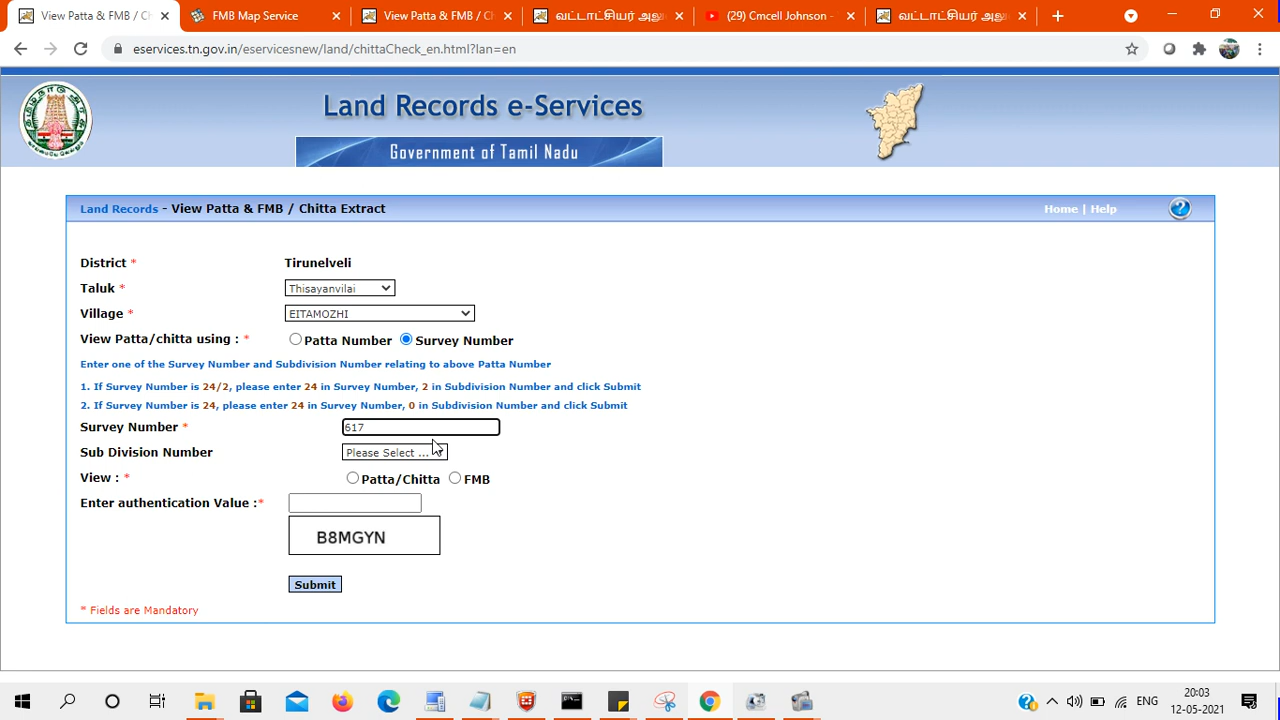 View Patta & FMB / Ch
FMB Map Service
View Patta & FMB / Ch
வட்டாட்சியர் அலு
(29) Cmcell Johnson -
வட்டாட்சியர் அலு
eservices.tn.gov.in/eservicesnew/land/chittaCheck_en.html?lan=en
Land Records e-Services
Government of Tamil Nadu
Land Records - View Patta & FMB / Chitta Extract
Home | Help
District * Tirunelveli
Taluk * Thisayanvilai
Village * EITAMOZHI
View Patta/chitta using : * Patta Number Survey Number
Enter one of the Survey Number and Subdivision Number relating to above Patta Number
1. If Survey Number is 24/2, please enter 24 in Survey Number, 2 in Subdivision Number and click Submit
2. If Survey Number is 24, please enter 24 in Survey Number, 0 in Subdivision Number and click Submit
Survey Number * 617
Sub Division Number Please Select ...
View : * Patta/Chitta FMB
Enter authentication Value :*
B8MGYN
Submit
* Fields are Mandatory
ENG
20:03
12-05-2021